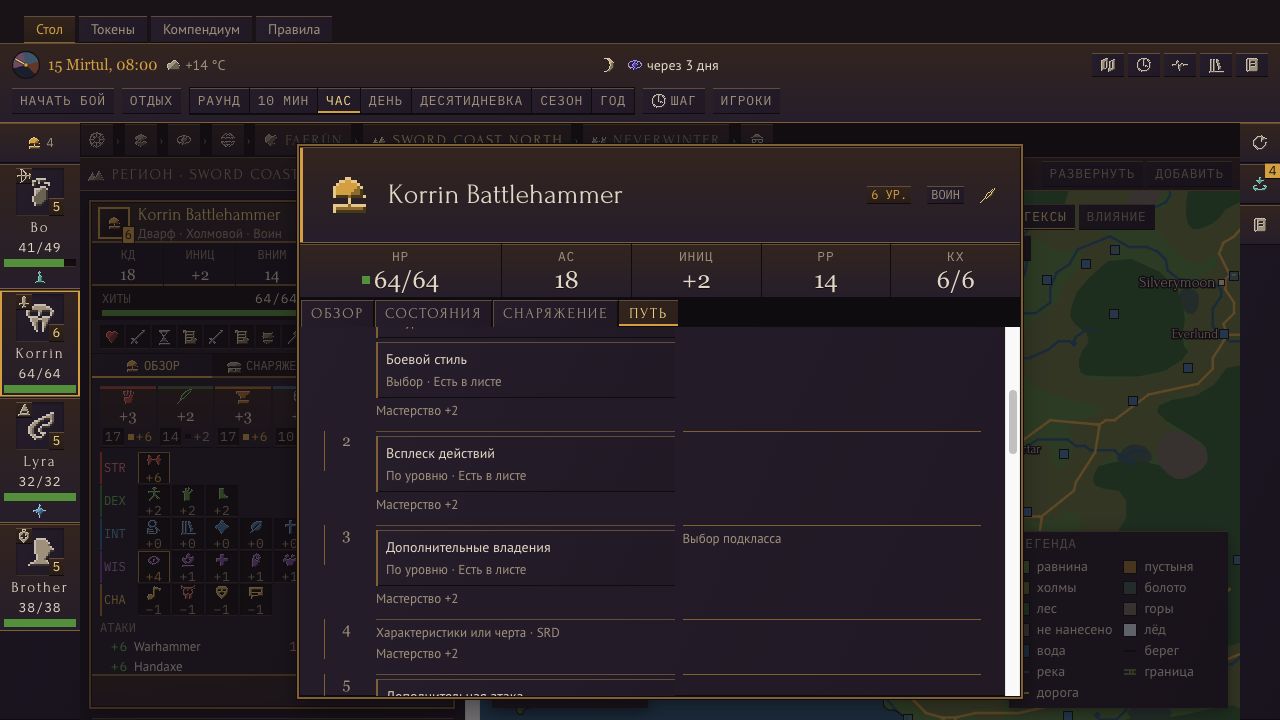 Стол Токены Компендиум Правила
15 Mirtul, 08:00 +14 °C через 3 дня
НАЧАТЬ БОЙ ОТДЫХ РАУНД 10 МИН ЧАС ДЕНЬ ДЕСЯТИДНЕВКА СЕЗОН ГОД ШАГ ИГРОКИ
4 FAERÛN SWORD COAST NORTH NEVERWINTER
РЕГИОН · SWORD COAST РАЗВЕРНУТЬ ДОБАВИТЬ
4
5
Bo
41/49
6
Korrin
64/64
5
Lyra
32/32
5
Brother
38/38
6
Korrin Battlehammer
Дварф · Холмовой · Воин
КД ИНИЦ ВНИМ
18 +2 14
ХИТЫ 64/64
ОБЗОР СНАРЯЖЕ
+3 +2 +3
17 +6 14 +2 17 +6 10
STR +6
DEX +2 +2 +2
INT +0 +0 +0 +0 +0
WIS +4 +1 +1 +1 +1
CHA −1 −1 −1 −1
АТАКИ
+6 Warhammer
+6 Handaxe
Korrin Battlehammer 6 УР. ВОИН
HP AC ИНИЦ PP КХ
64/64 18 +2 14 6/6
ОБЗОР СОСТОЯНИЯ СНАРЯЖЕНИЕ ПУТЬ
Боевой стиль
Выбор · Есть в листе
Мастерство +2
2
Всплеск действий
По уровню · Есть в листе
Мастерство +2
3 Выбор подкласса
Дополнительные владения
По уровню · Есть в листе
Мастерство +2
4 Характеристики или черта · SRD
Мастерство +2
5
Дополнительная атака
ГЕКСЫ ВЛИЯНИЕ
Silverymoon
Everlund
ЕГЕНДА
равнина пустыня
холмы болото
лес горы
не нанесено лёд
вода берег
река граница
дорога